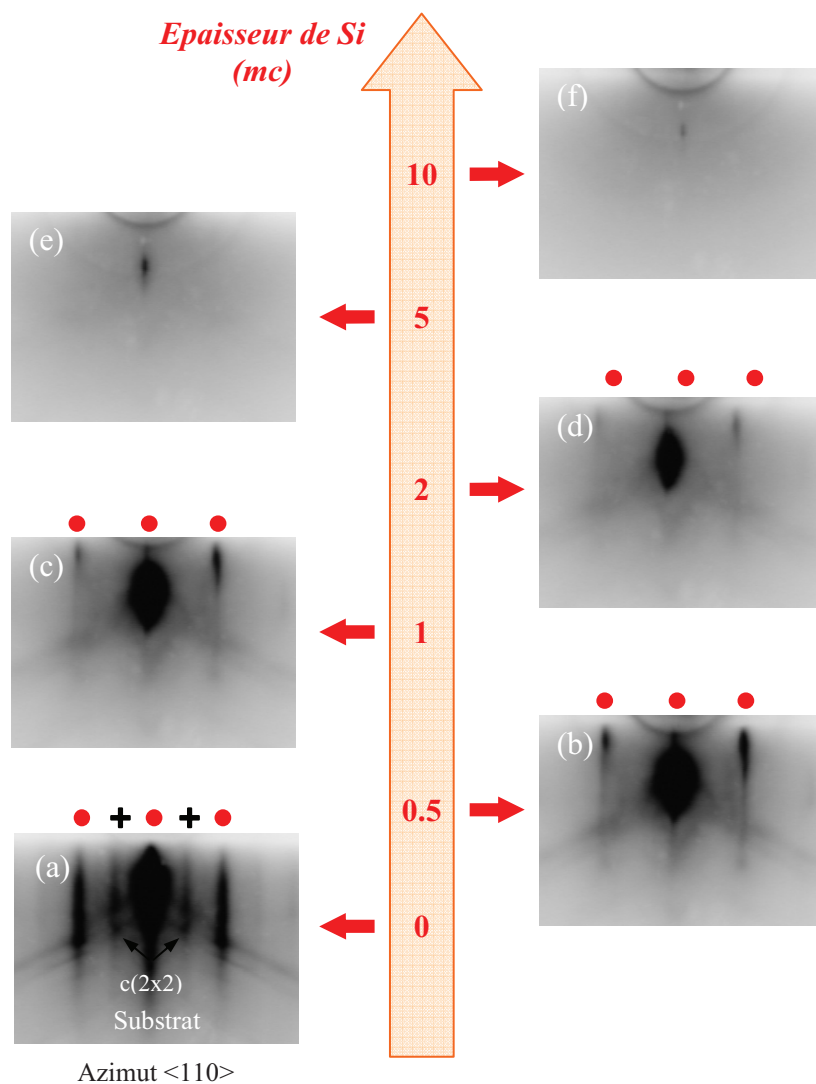 Epaisseur de Si
(mc)
(f)
10
(e)
5
(d)
2
(c)
1
(b)
0.5
(a)
0
c(2x2)
Substrat
Azimut <110>